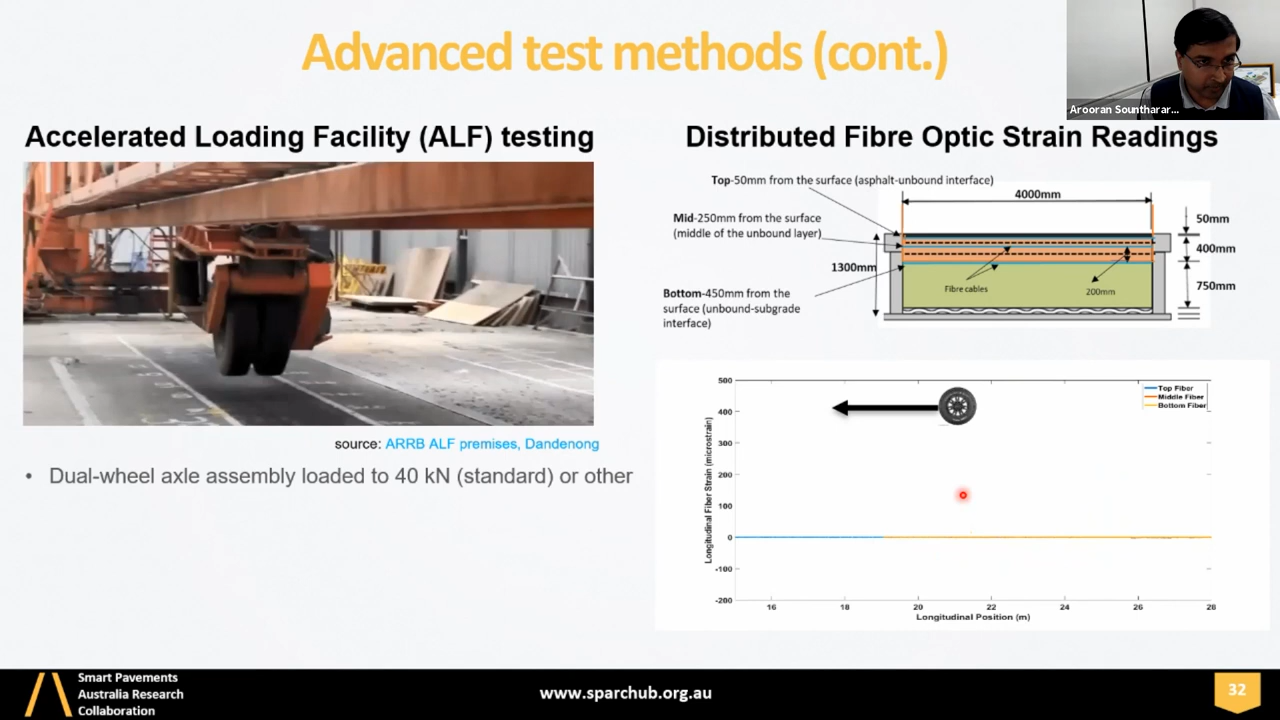 Advanced test methods (cont.)
Arooran Sountharar...
Accelerated Loading Facility (ALF) testing
source: ARRB ALF premises, Dandenong
• Dual-wheel axle assembly loaded to 40 kN (standard) or other
Distributed Fibre Optic Strain Readings
Top-50mm from the surface (asphalt-unbound interface)
4000mm
Mid-250mm from the surface
(middle of the unbound layer)
50mm
400mm
1300mm
750mm
Fibre cables
200mm
Bottom-450mm from the
surface (unbound-subgrade
interface)
Top Fiber
Middle Fiber
Bottom Fiber
Longitudinal Fiber Strain (microstrain)
500
400
300
200
100
0
-100
-200
16 18 20 22 24 26 28
Longitudinal Position (m)
Smart Pavements
Australia Research
Collaboration
www.sparchub.org.au
32